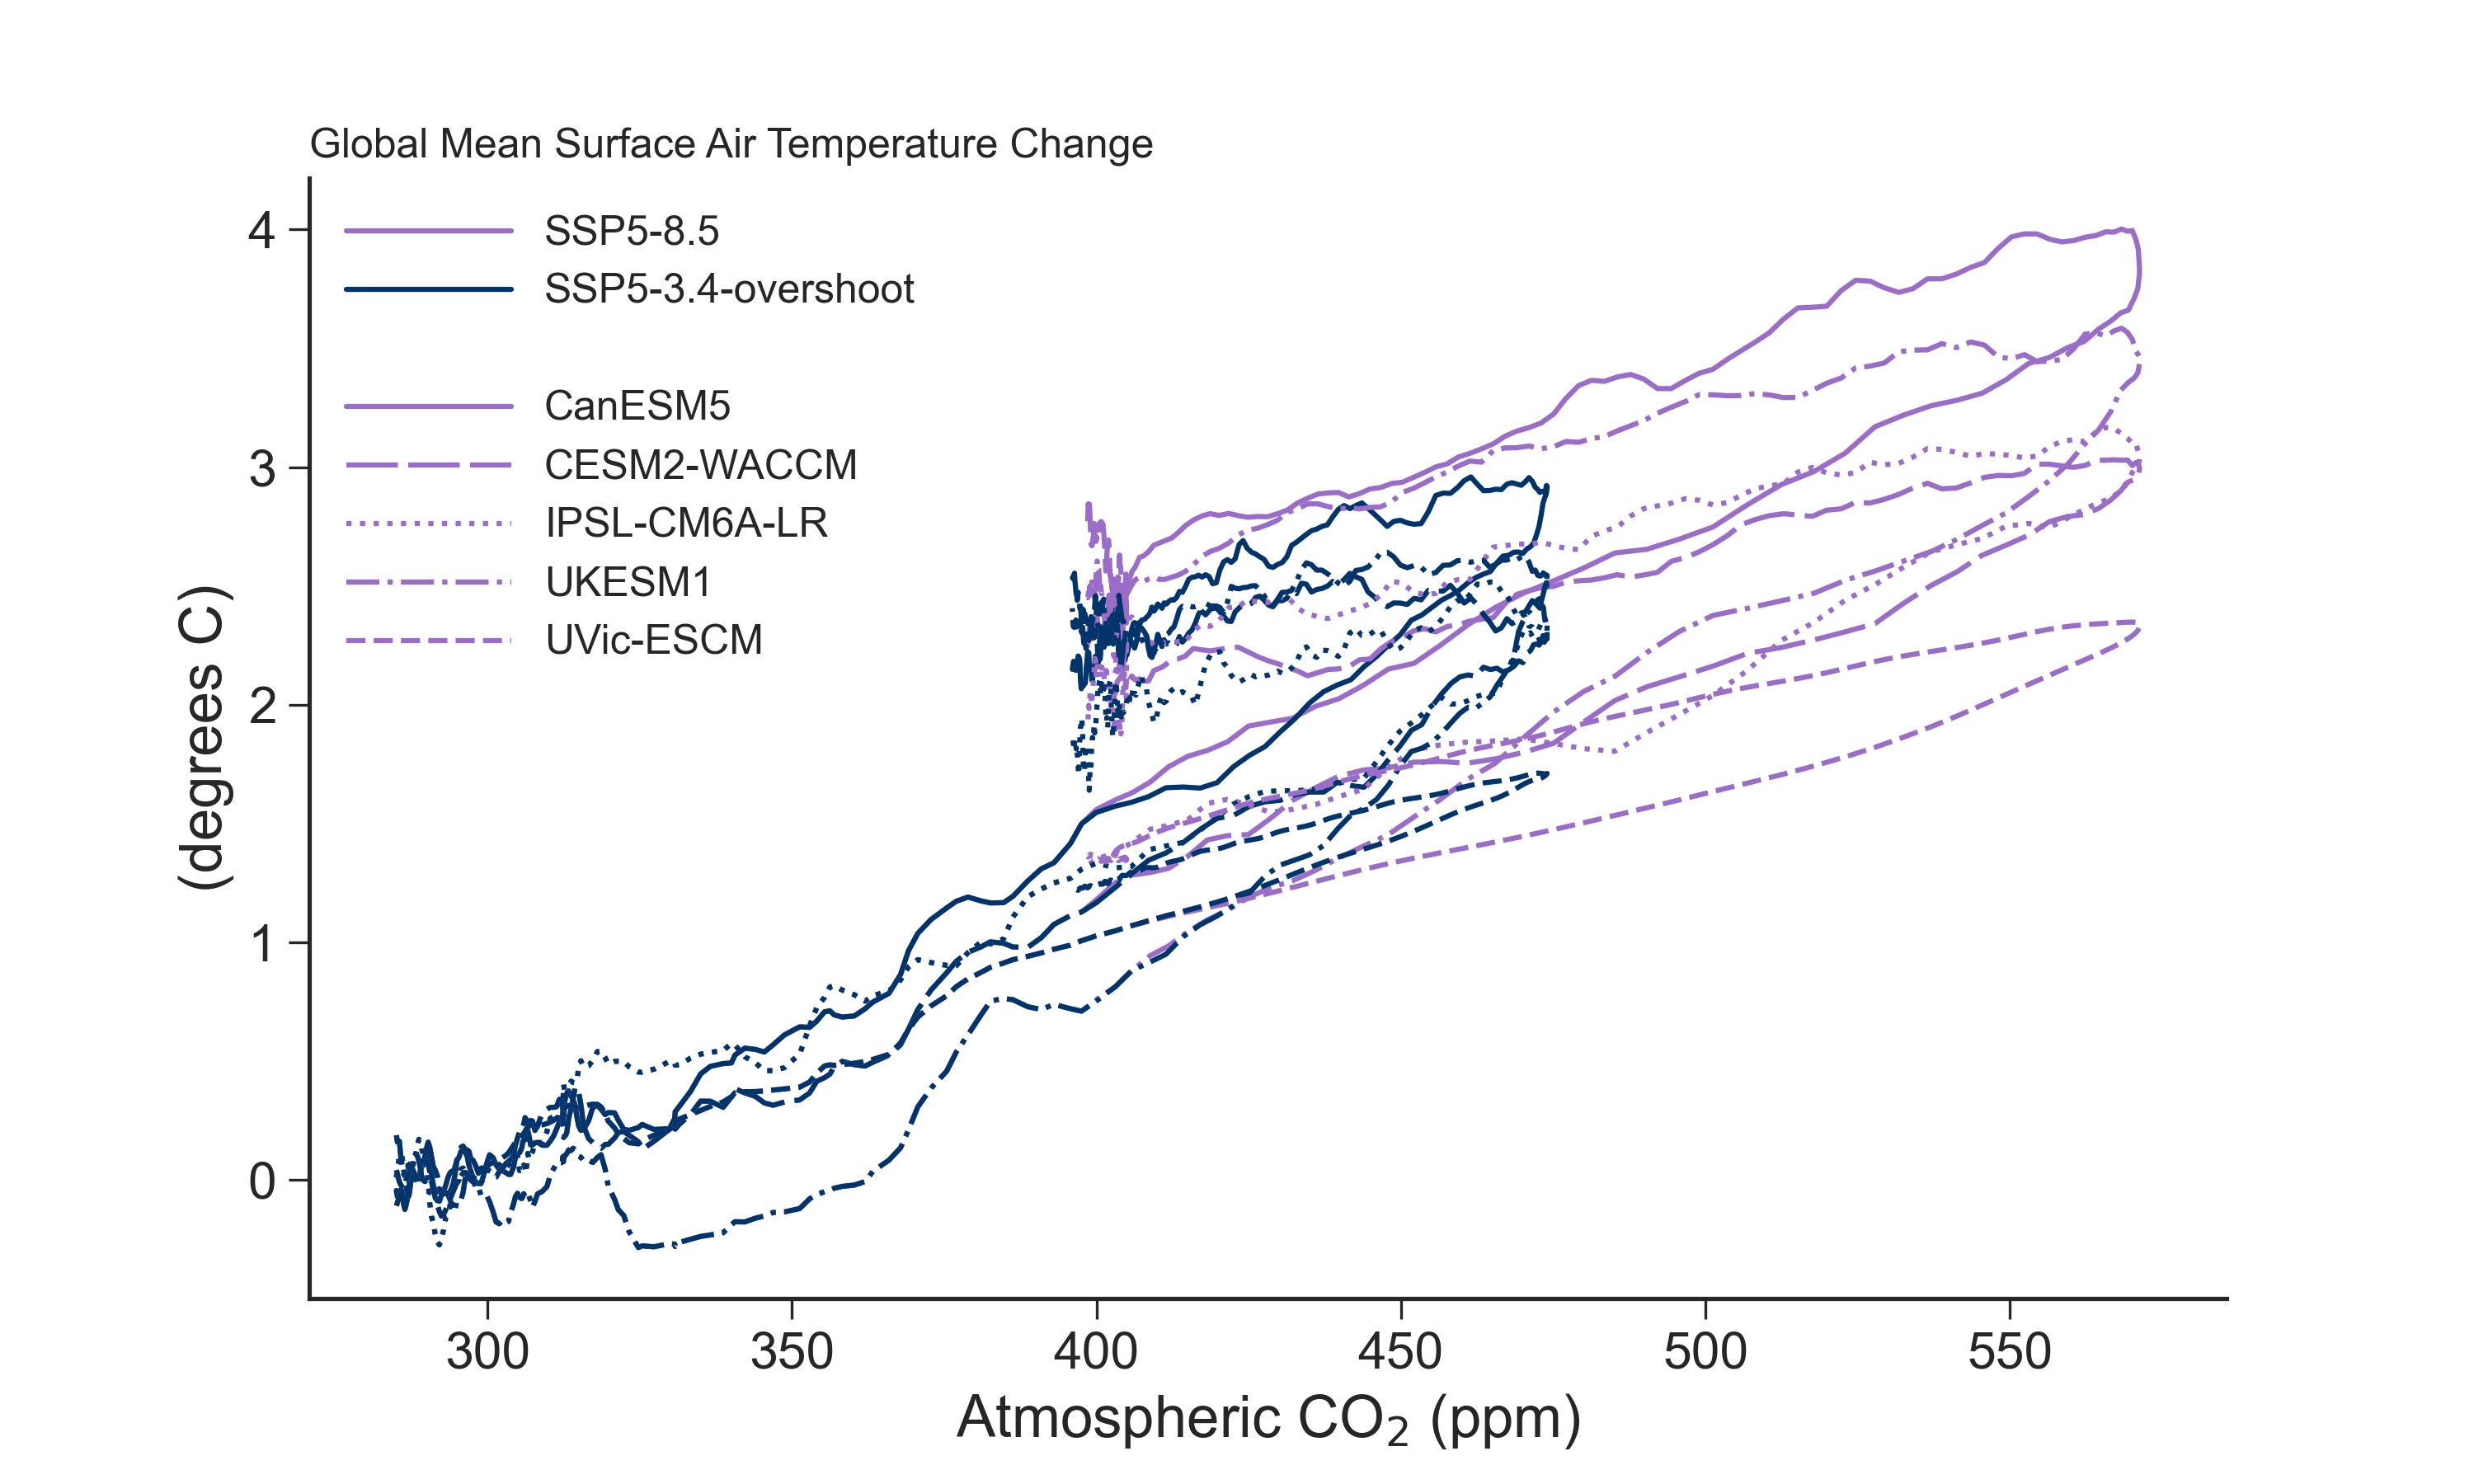 Global Mean Surface Air Temperature Change
SSP5-8.5
SSP5-3.4-overshoot
CanESM5
CESM2-WACCM
IPSL-CM6A-LR
UKESM1
UVic-ESCM
(degrees C)
4
3
2
1
0
300 350 400 450 500 550
Atmospheric CO₂ (ppm)